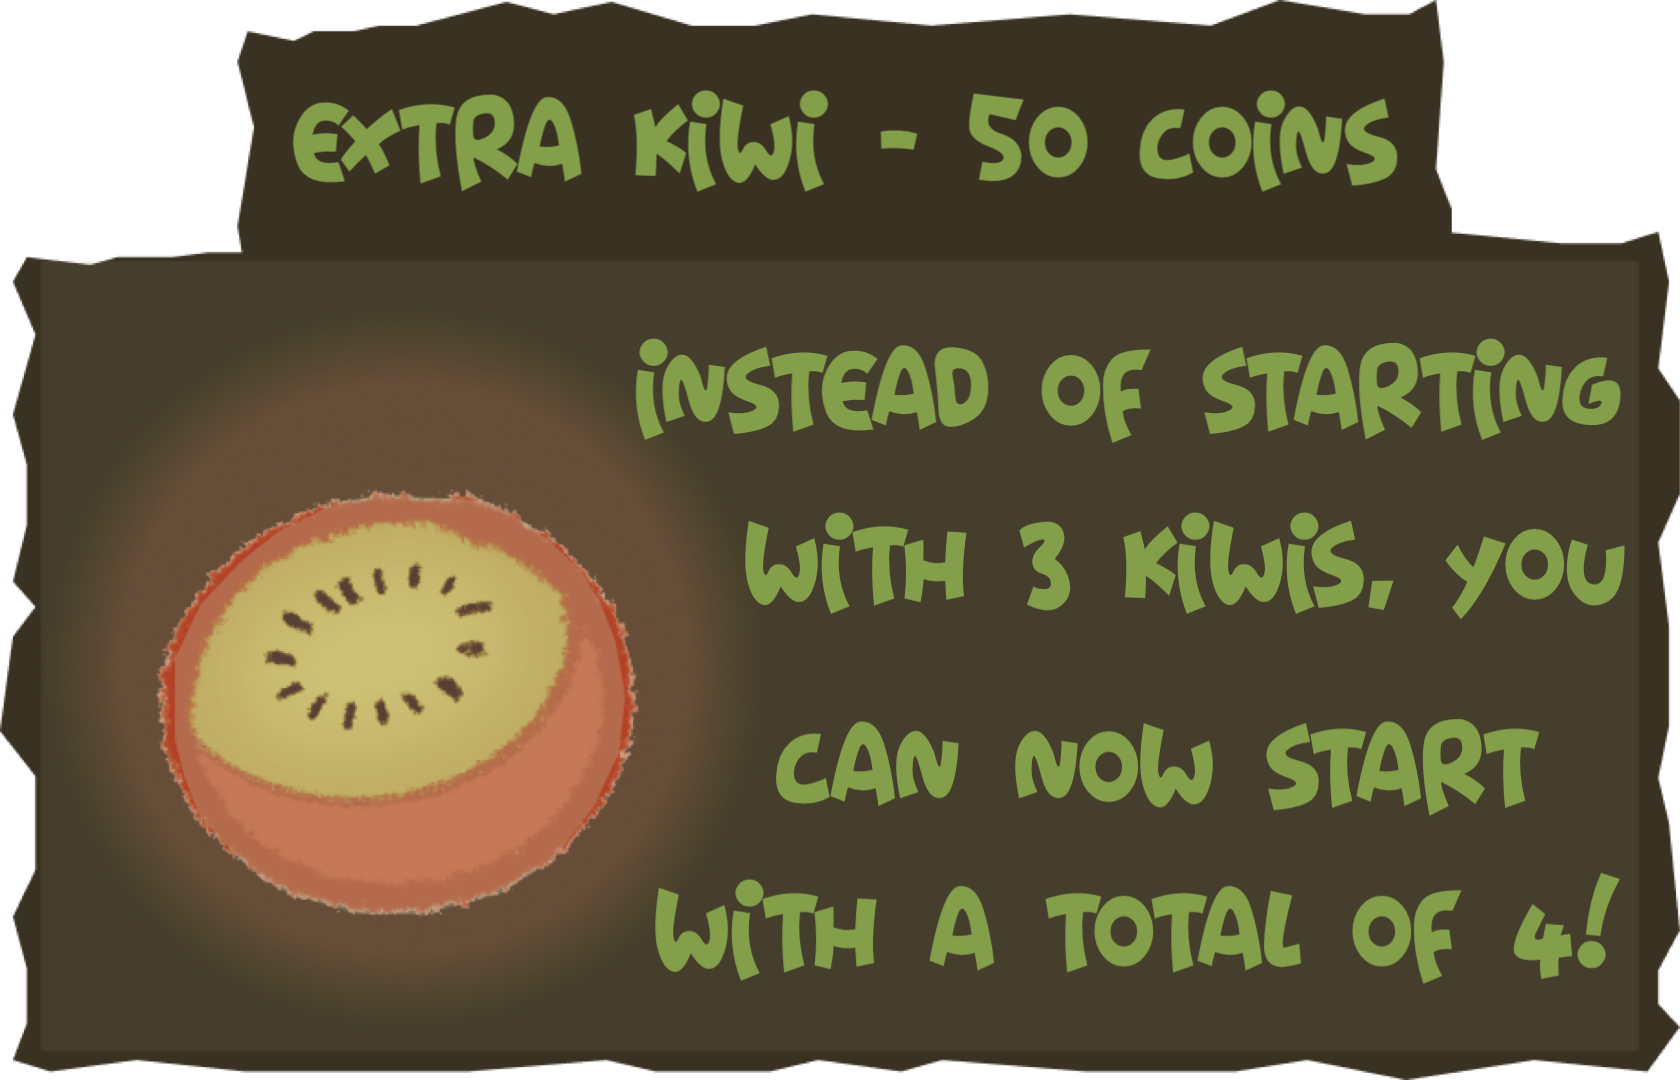 EXTRA KiWi - 50 COiNS
iNSTEAD OF STARTiNG
WiTH 3 KiWiS, YOU
CAN NOW START
WiTH A TOTAL OF 4!